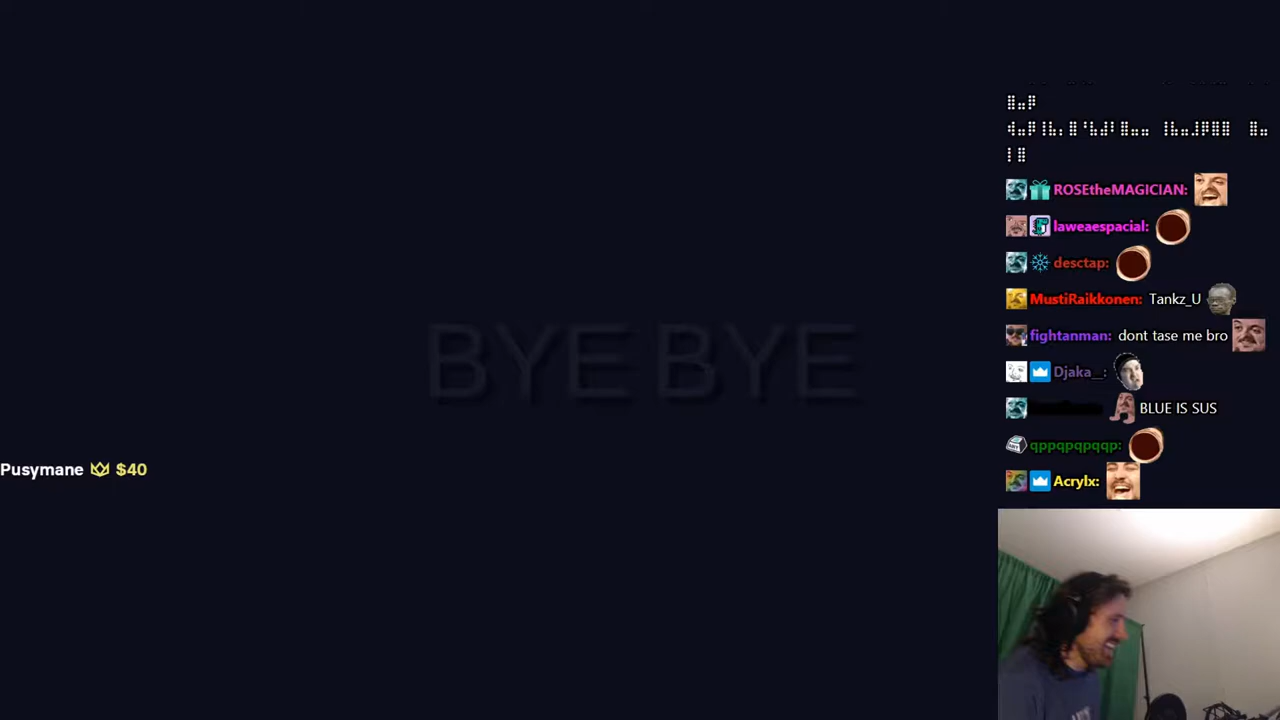 ROSEtheMAGICIAN:
laweaespacial:
desctap:
MustiRaikkonen: Tankz_U
fightanman: dont tase me bro
Djaka__:
BLUE IS SUS
qppqpqpqqp:
Acrylx:
BYE BYE
Pusymane $40